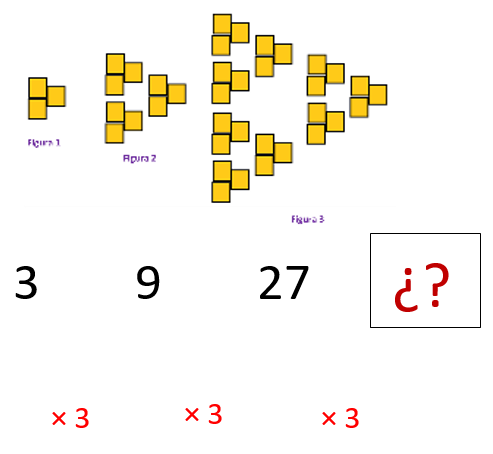 Figura 1
Figura 2
Figura 3
3 9 27 ¿?
× 3 × 3 × 3